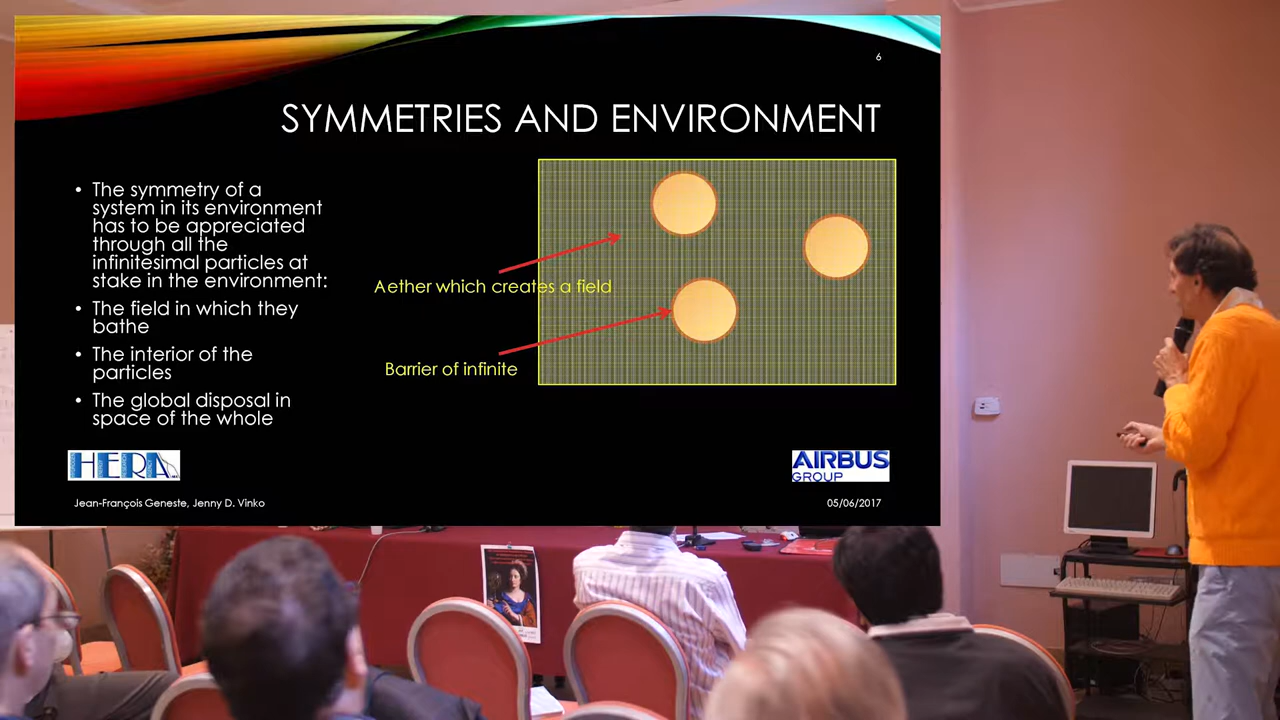 6
SYMMETRIES AND ENVIRONMENT
• The symmetry of a
system in its environment
has to be appreciated
through all the
infinitesimal particles at
stake in the environment:
• The field in which they
bathe
• The interior of the
particles
• The global disposal in
space of the whole
Aether which creates a field
Barrier of infinite
HERA
AIRBUS
GROUP
Jean-François Geneste, Jenny D. Vinko
05/06/2017